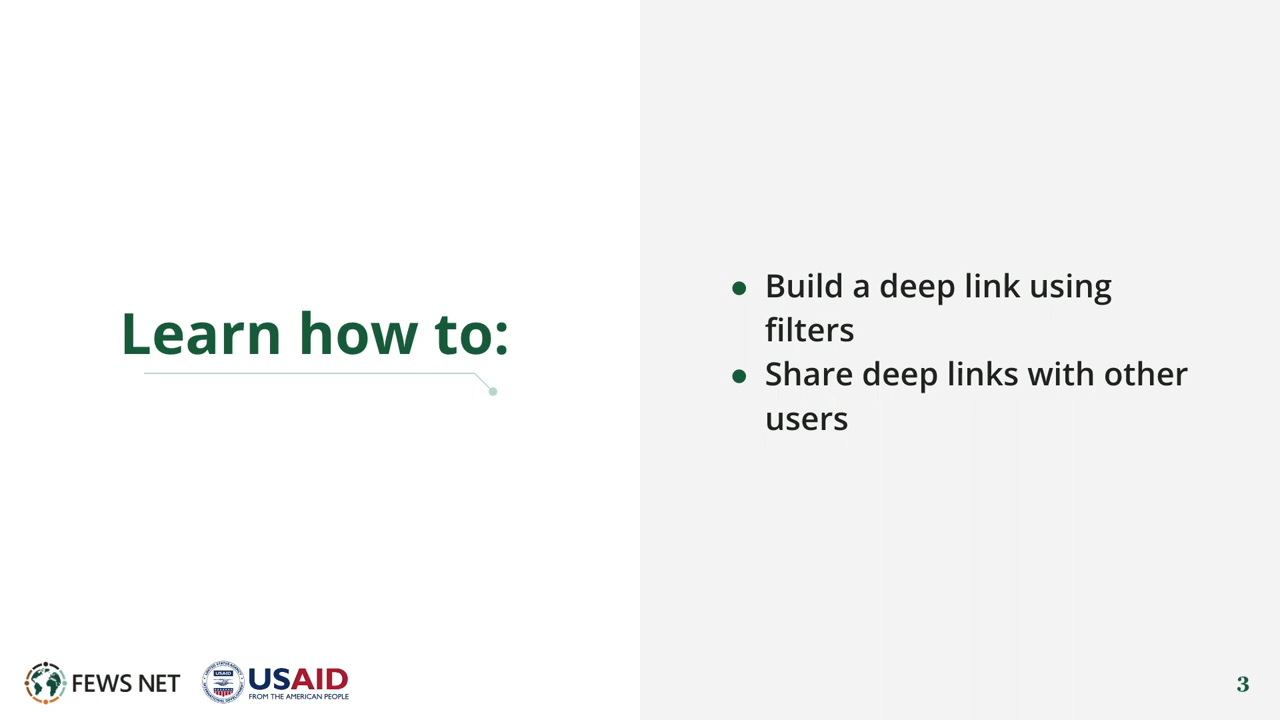 Learn how to:
● Build a deep link using
filters
● Share deep links with other
users
FEWS NET
USAID
FROM THE AMERICAN PEOPLE
3